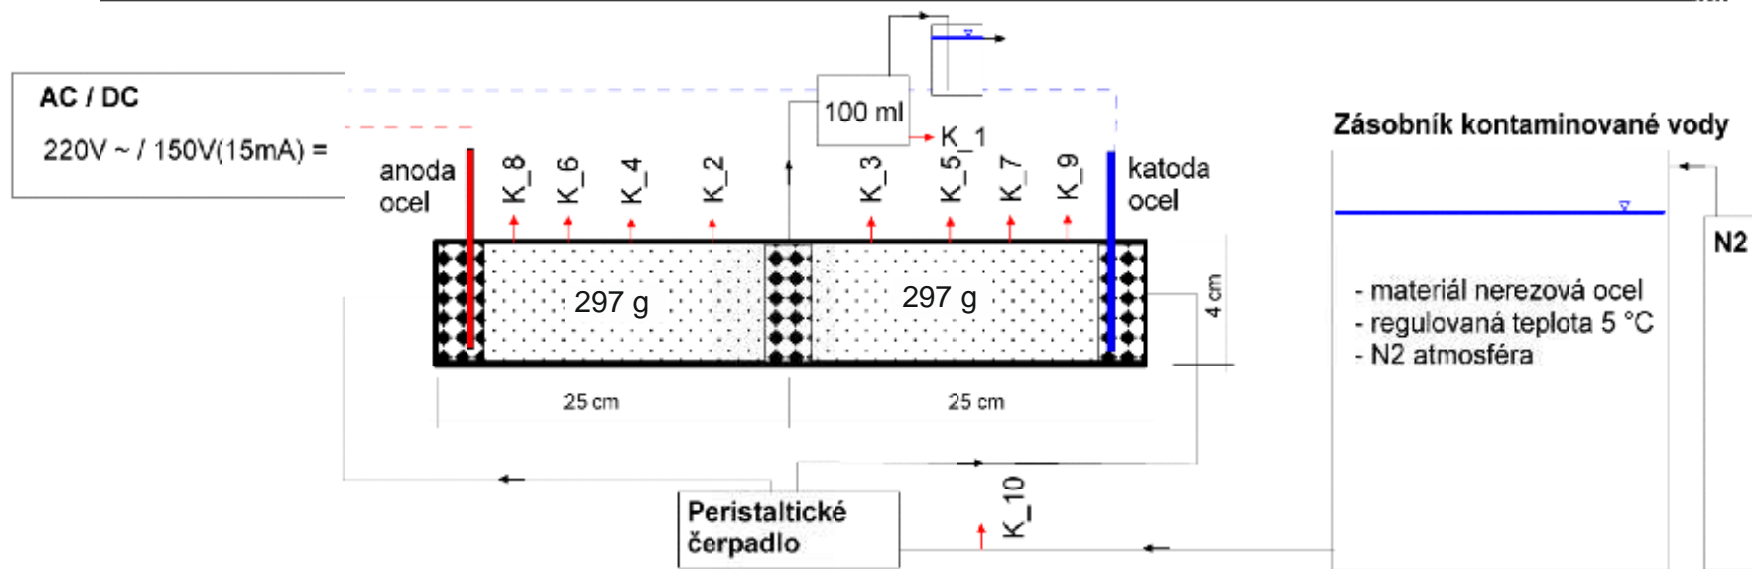 AC / DC
220V ~ / 150V(15mA) =
anoda
ocel
K_8
K_6
K_4
K_2
100 ml
K_1
K_3
K_5
K_7
K_9
katoda
ocel
297 g
297 g
4 cm
25 cm
25 cm
Peristaltické
čerpadlo
K_10
Zásobník kontaminované vody
- materiál nerezová ocel
- regulovaná teplota 5 °C
- N2 atmosféra
N2